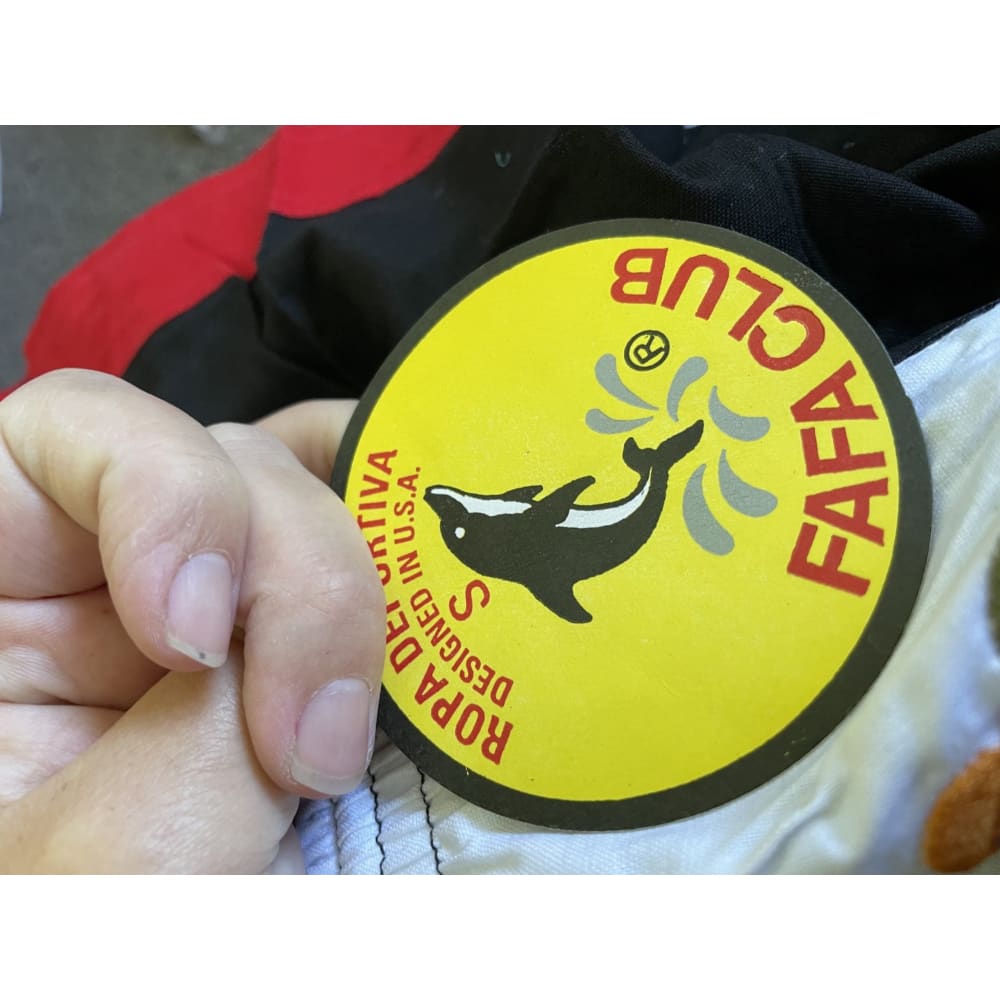 FAFA CLUB
®
S
DESIGNED IN U.S.A.
ROPA DEPORTIVA